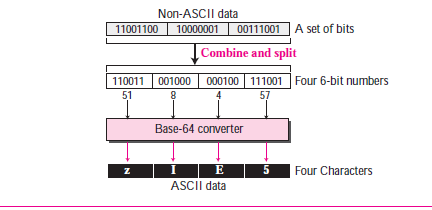 Non-ASCII data
11001100 10000001 00111001 A set of bits
Combine and split
110011 001000 000100 111001 Four 6-bit numbers
51 8 4 57
Base-64 converter
z I E 5 Four Characters
ASCII data